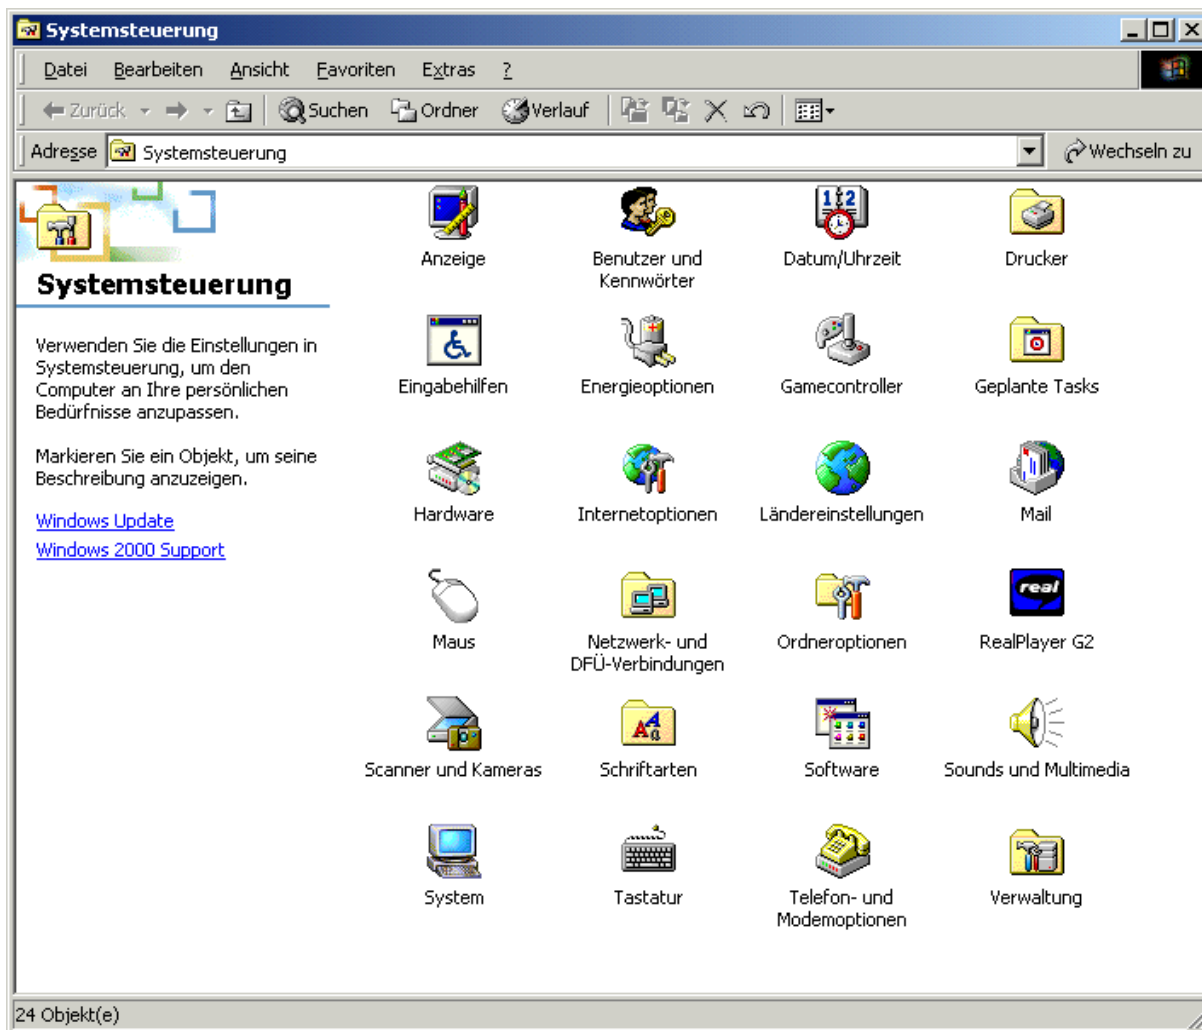 Systemsteuerung
Datei Bearbeiten Ansicht Favoriten Extras ?
Zurück Suchen Ordner Verlauf
Adresse Systemsteuerung Wechseln zu
Systemsteuerung
Verwenden Sie die Einstellungen in
Systemsteuerung, um den
Computer an Ihre persönlichen
Bedürfnisse anzupassen.
Markieren Sie ein Objekt, um seine
Beschreibung anzuzeigen.
Windows Update
Windows 2000 Support
Anzeige
Benutzer und
Kennwörter
Datum/Uhrzeit
Drucker
Eingabehilfen
Energieoptionen
Gamecontroller
Geplante Tasks
Hardware
Internetoptionen
Ländereinstellungen
Mail
Maus
Netzwerk- und
DFÜ-Verbindungen
Ordneroptionen
real
RealPlayer G2
Scanner und Kameras
Schriftarten
Software
Sounds und Multimedia
System
Tastatur
Telefon- und
Modemoptionen
Verwaltung
24 Objekt(e)